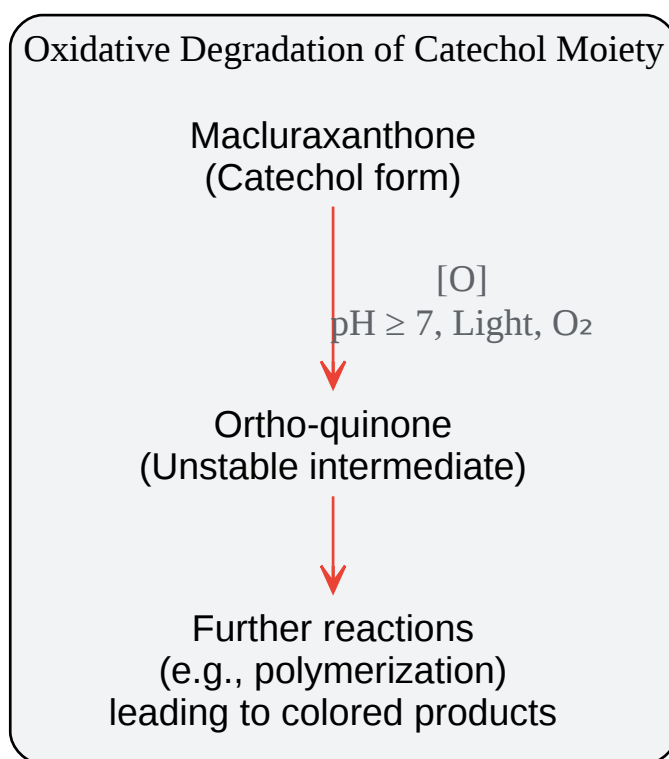 Oxidative Degradation of Catechol Moiety
Macluraxanthone
(Catechol form)
[O]
pH ≥ 7, Light, O₂
Ortho-quinone
(Unstable intermediate)
Further reactions
(e.g., polymerization)
leading to colored products